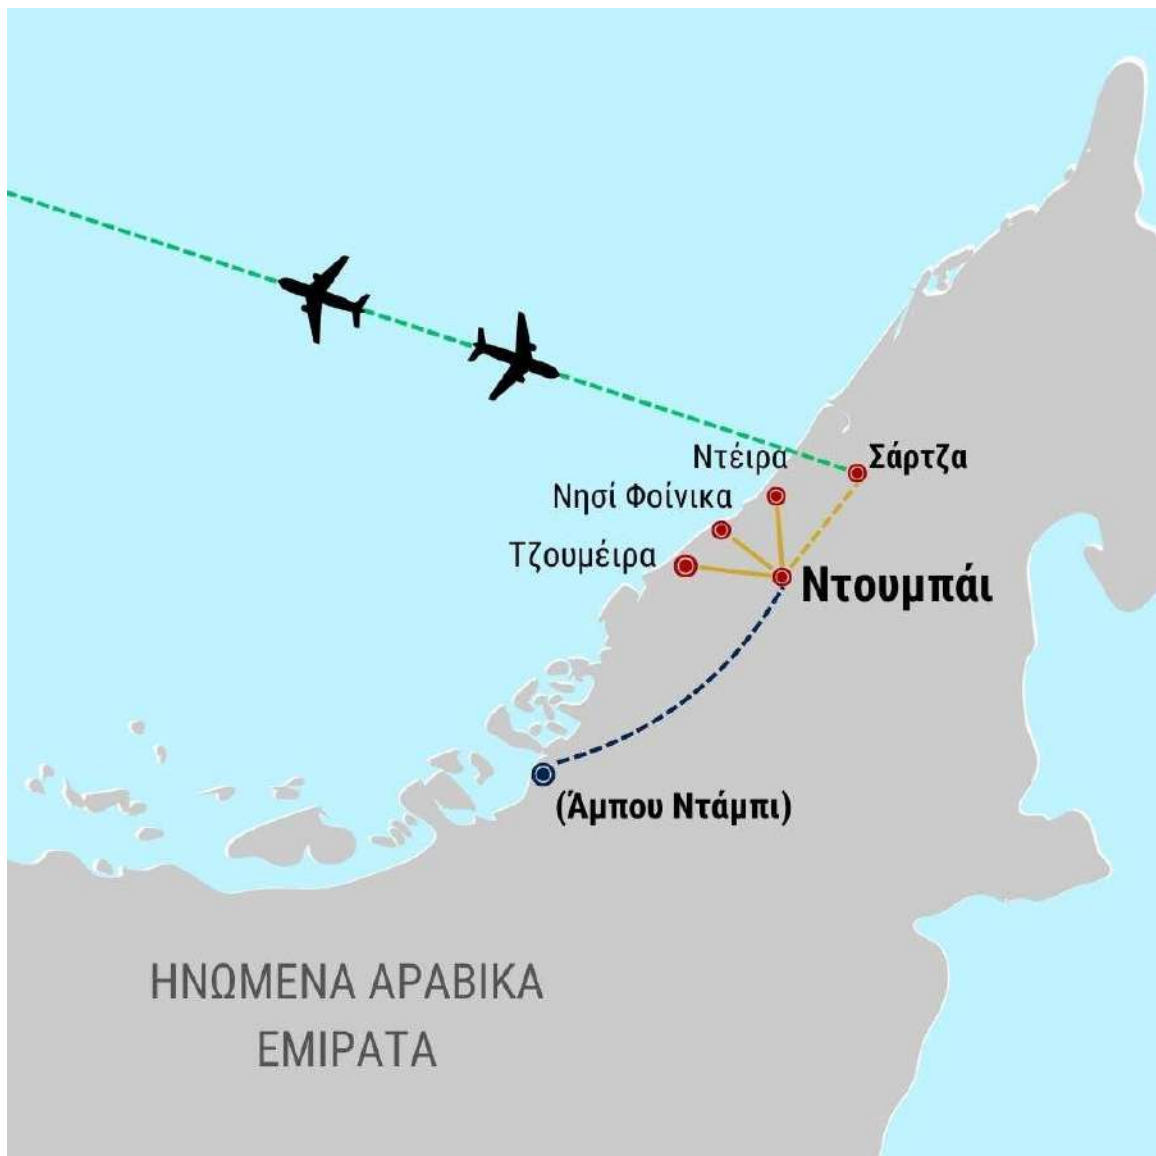 Ντέιρα
Σάρτζα
Νησί Φοίνικα
Τζουμέιρα
Ντουμπάι
(Άμπου Ντάμπι)
ΗΝΩΜΕΝΑ ΑΡΑΒΙΚΑ
ΕΜΙΡΑΤΑ